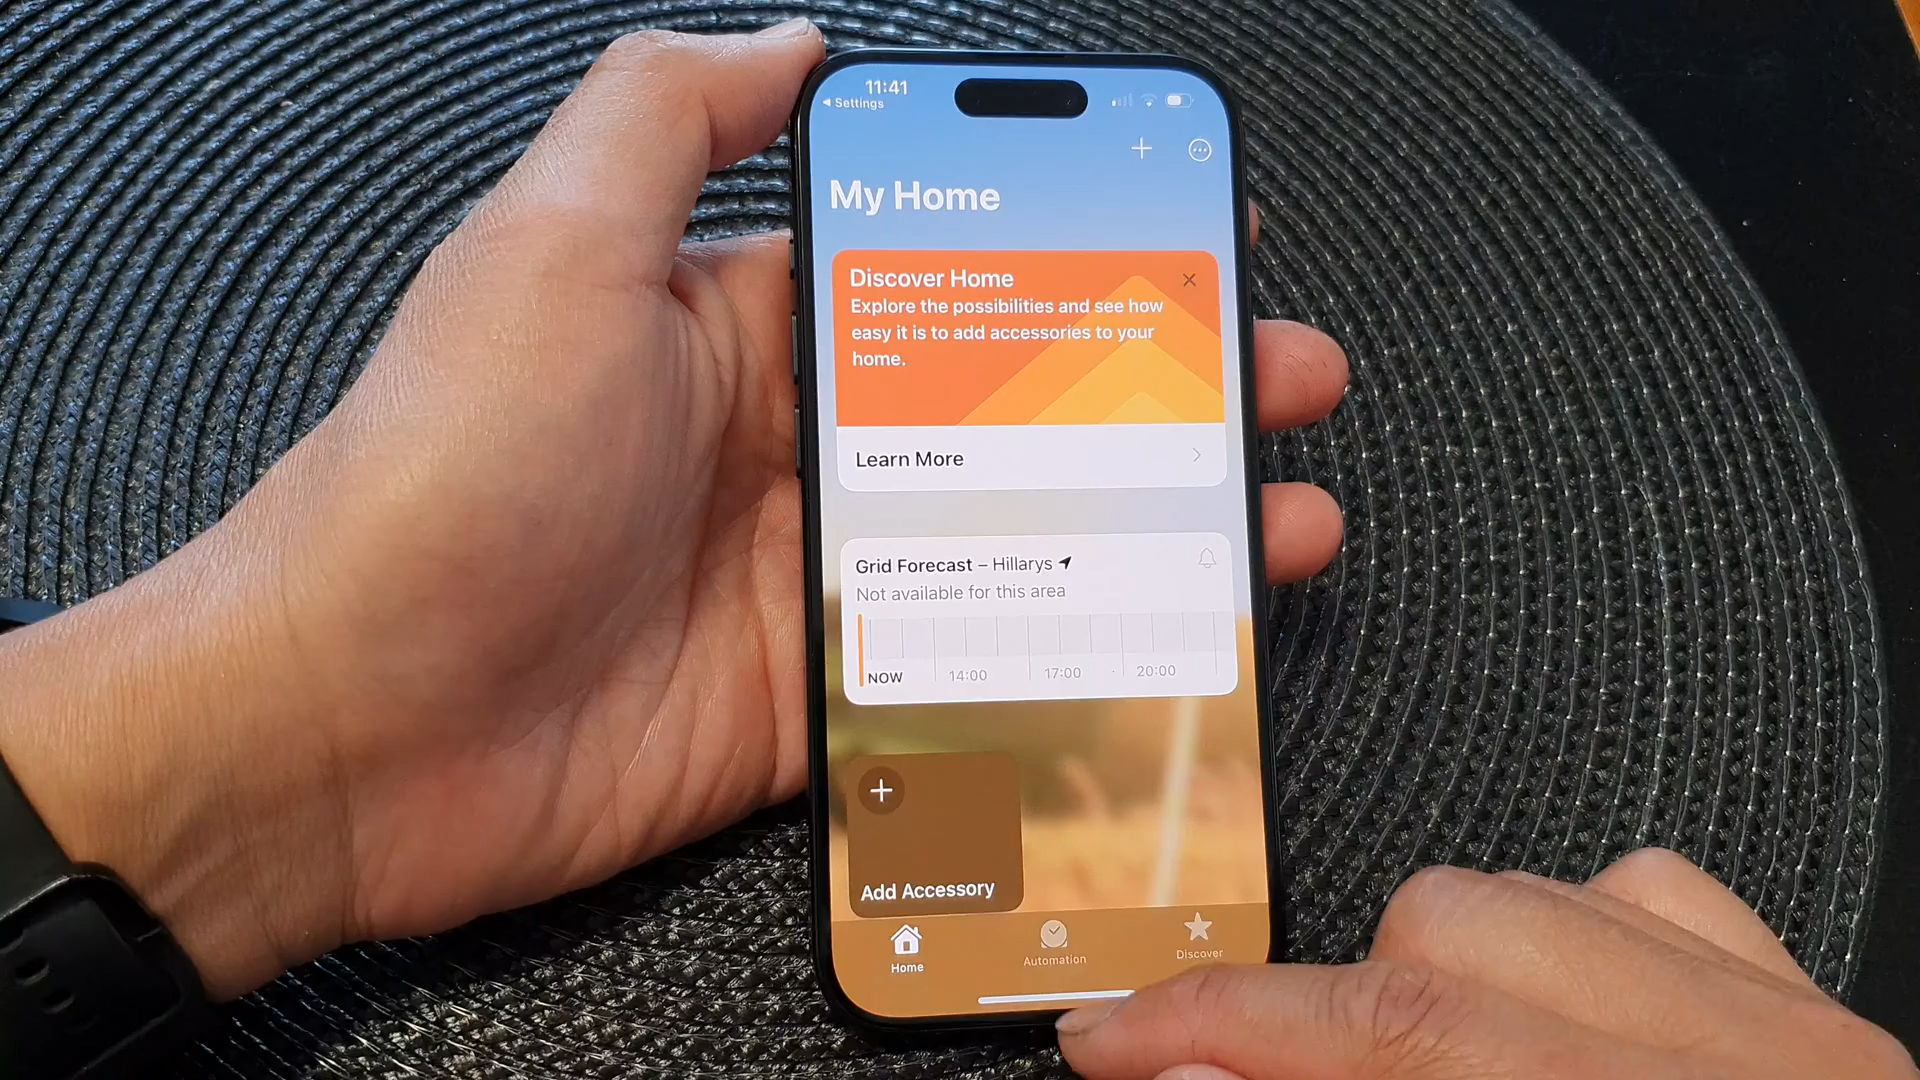 11:41
Settings
My Home
Discover Home
Explore the possibilities and see how
easy it is to add accessories to your
home.
Learn More
Grid Forecast – Hillarys
Not available for this area
NOW 14:00 17:00 20:00
Add Accessory
Home Automation Discover